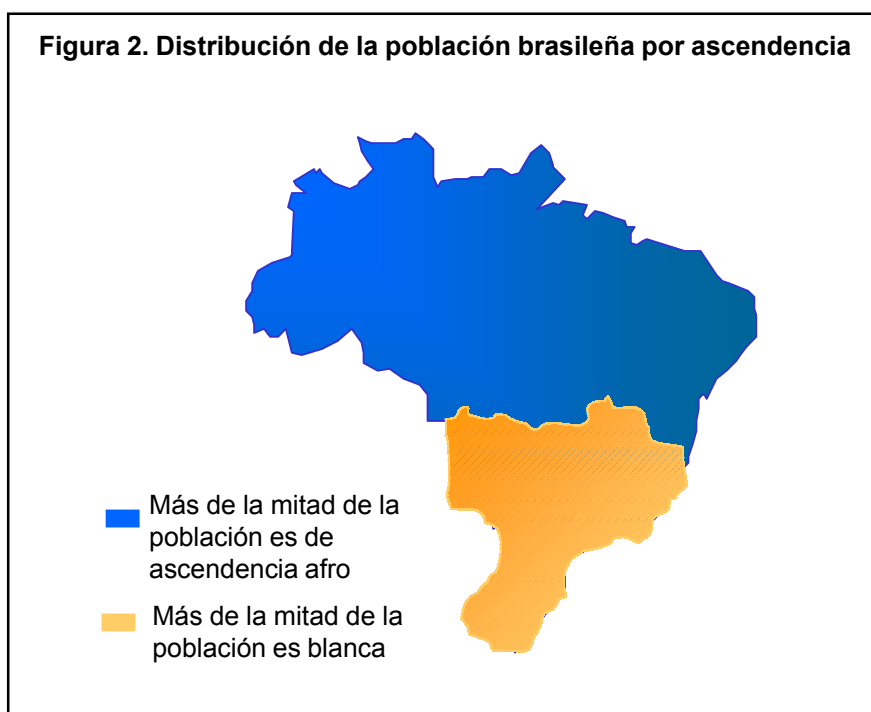 Figura 2. Distribución de la población brasileña por ascendencia
Más de la mitad de la
población es de
ascendencia afro
Más de la mitad de la
población es blanca